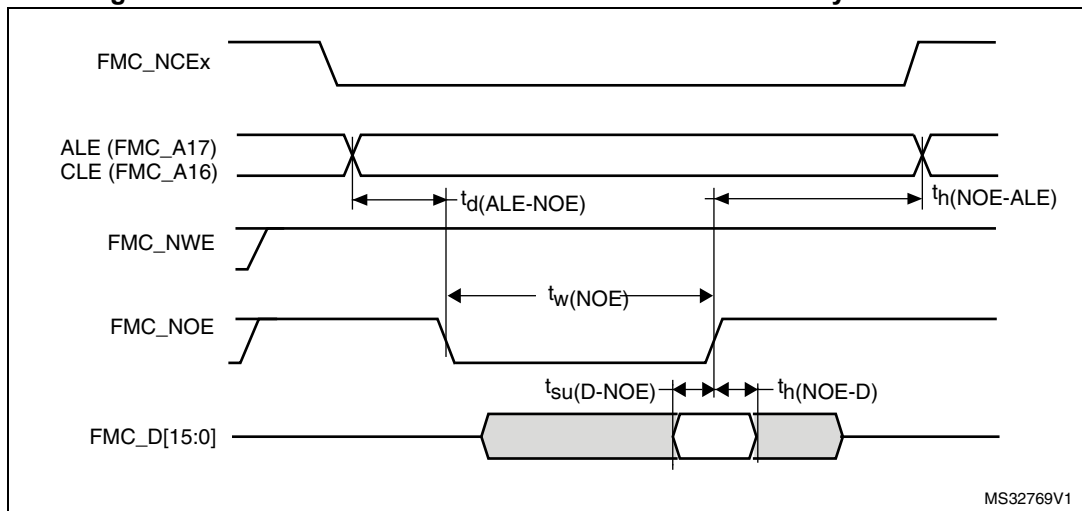 FMC_NCEx
ALE (FMC_A17)
CLE (FMC_A16)
td(ALE-NOE)
th(NOE-ALE)
FMC_NWE
tw(NOE)
FMC_NOE
tsu(D-NOE)
th(NOE-D)
FMC_D[15:0]
MS32769V1